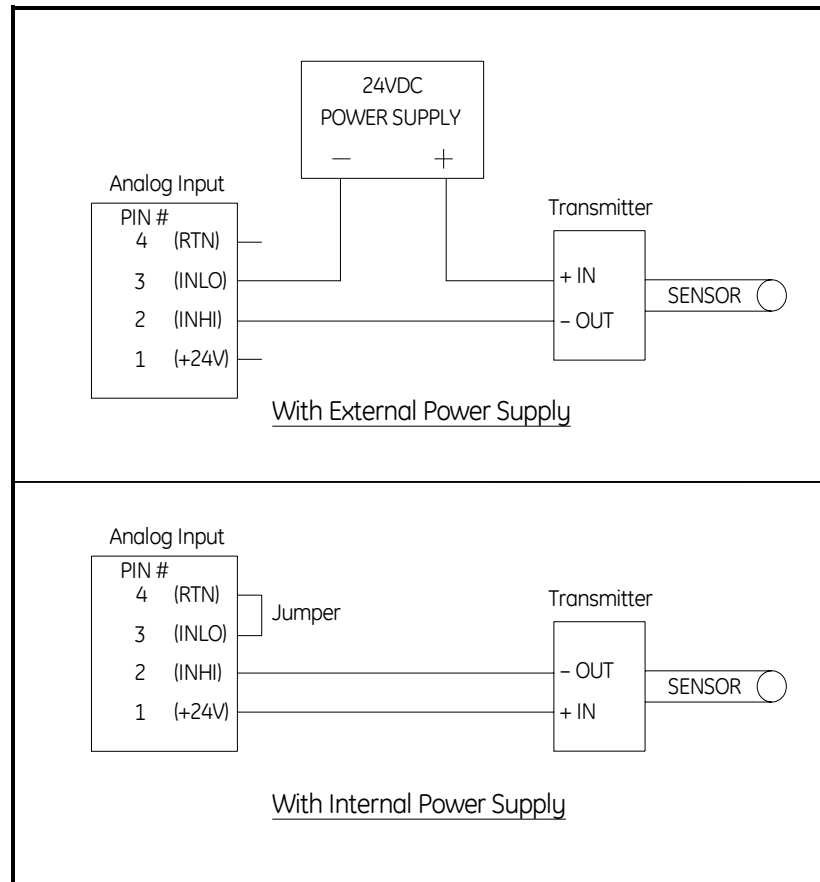 24VDC
POWER SUPPLY
— +
Analog Input
PIN #
4 (RTN)
3 (INLO)
2 (INHI)
1 (+24V)
Transmitter
+ IN
– OUT
SENSOR
With External Power Supply
Analog Input
PIN #
4 (RTN)
3 (INLO)
2 (INHI)
1 (+24V)
Jumper
Transmitter
– OUT
+ IN
SENSOR
With Internal Power Supply